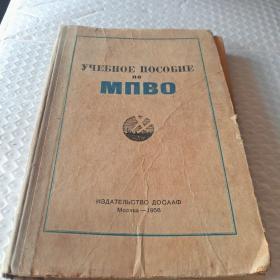 УЧЕБНОЕ ПОСОБИЕ
по
МПВО
ИЗДАТЕЛЬСТВО ДОСААФ
Москва — 1956